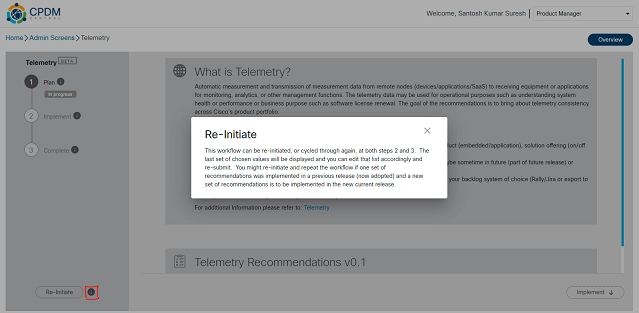 CPDM
CENTRAL
Welcome, Santosh Kumar Suresh
Product Manager
Home > Admin Screens > Telemetry
Overview
Telemetry BETA
1 Plan
In progress
2 Implement
3 Complete
What is Telemetry?
Automatic measurement and transmission of measurement data from remote nodes (devices/applications/SaaS) to receiving equipment or applications
for monitoring, analytics, or other management functions. The telemetry data may be used for operational purposes such as understanding system
health or performance or business purpose such as software license renewal. The goal of the recommendations is to bring about telemetry consistency
across Cisco's product portfolio.
Re-Initiate
This workflow can be re-initiated, or cycled through again, at both steps 2 and 3. The
last set of chosen values will be displayed and you can edit that list accordingly and
re-submit. You might re-initiate and repeat the workflow if one set of
recommendations was implemented in a previous release (now adopted) and a new
set of recommendations is to be implemented in the new current release.
duct (embedded/application), solution offering (on/off
ybe sometime in future (part of future release) or
your backlog system of choice (Rally/Jira or export to
For additional Information please refer to: Telemetry
Telemetry Recommendations v0.1
Re-Initiate
Implement